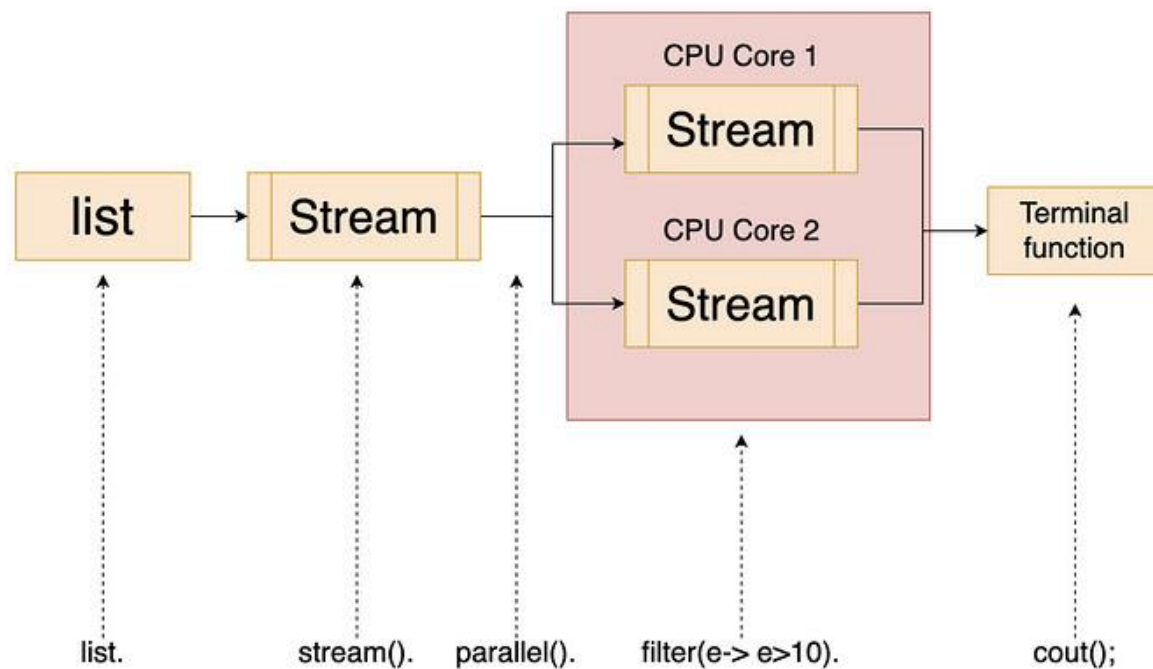 CPU Core 1
Stream
list
Stream
CPU Core 2
Stream
Terminal
function
list.
stream().
parallel().
filter(e-> e>10).
cout();